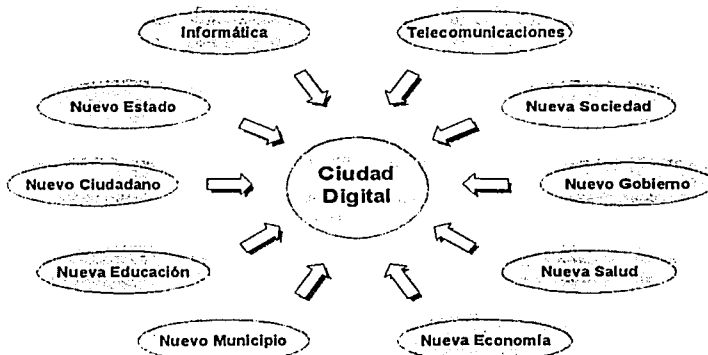 Informática
Telecomunicaciones
Nuevo Estado
Nueva Sociedad
Ciudad
Digital
Nuevo Ciudadano
Nuevo Gobierno
Nueva Educación
Nueva Salud
Nuevo Municipio
Nueva Economía